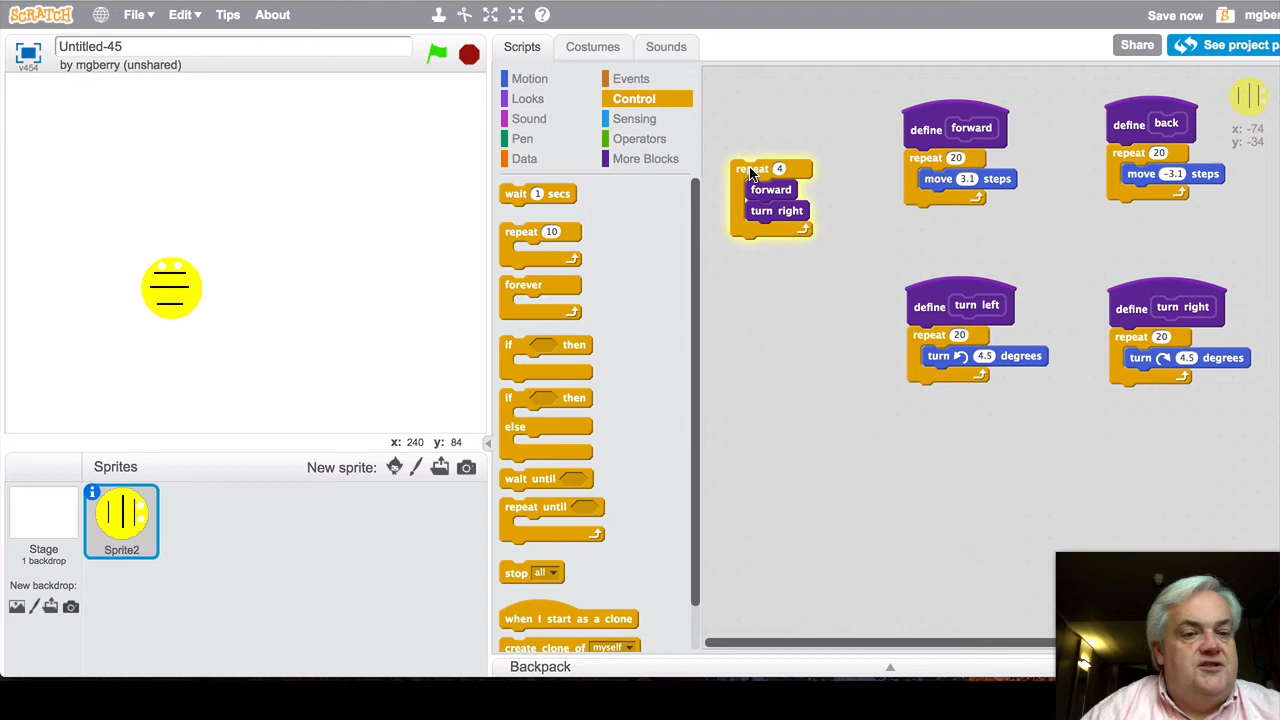 SCRATCH File Edit Tips About Save now mgber
v454 Untitled-45
by mgberry (unshared)
Scripts Costumes Sounds Share See project p
Motion Events
Looks Control
Sound Sensing
Pen Operators
Data More Blocks
wait 1 secs
repeat 10
forever
if then
if then
else
wait until
repeat until
stop all
when I start as a clone
create clone of myself
repeat 4
forward
turn right
define forward
repeat 20
move 3.1 steps
define back
repeat 20
move -3.1 steps
define turn left
repeat 20
turn 4.5 degrees
define turn right
repeat 20
turn 4.5 degrees
x: -74
y: -34
x: 240 y: 84
Sprites New sprite:
Stage
1 backdrop
New backdrop:
Sprite2
Backpack